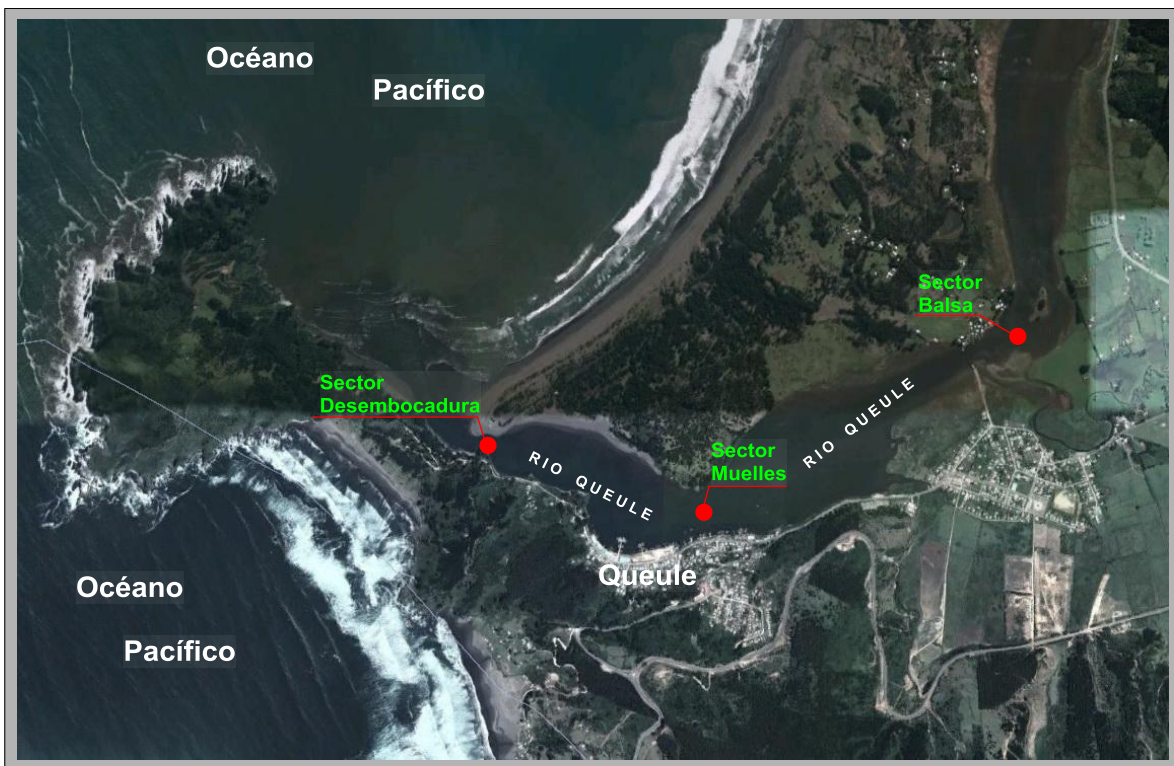 Océano
Pacífico
Sector
Balsa
Sector
Desembocadura
RIO QUEULE
Sector
Muelles
RIO QUEULE
Queule
Océano
Pacífico